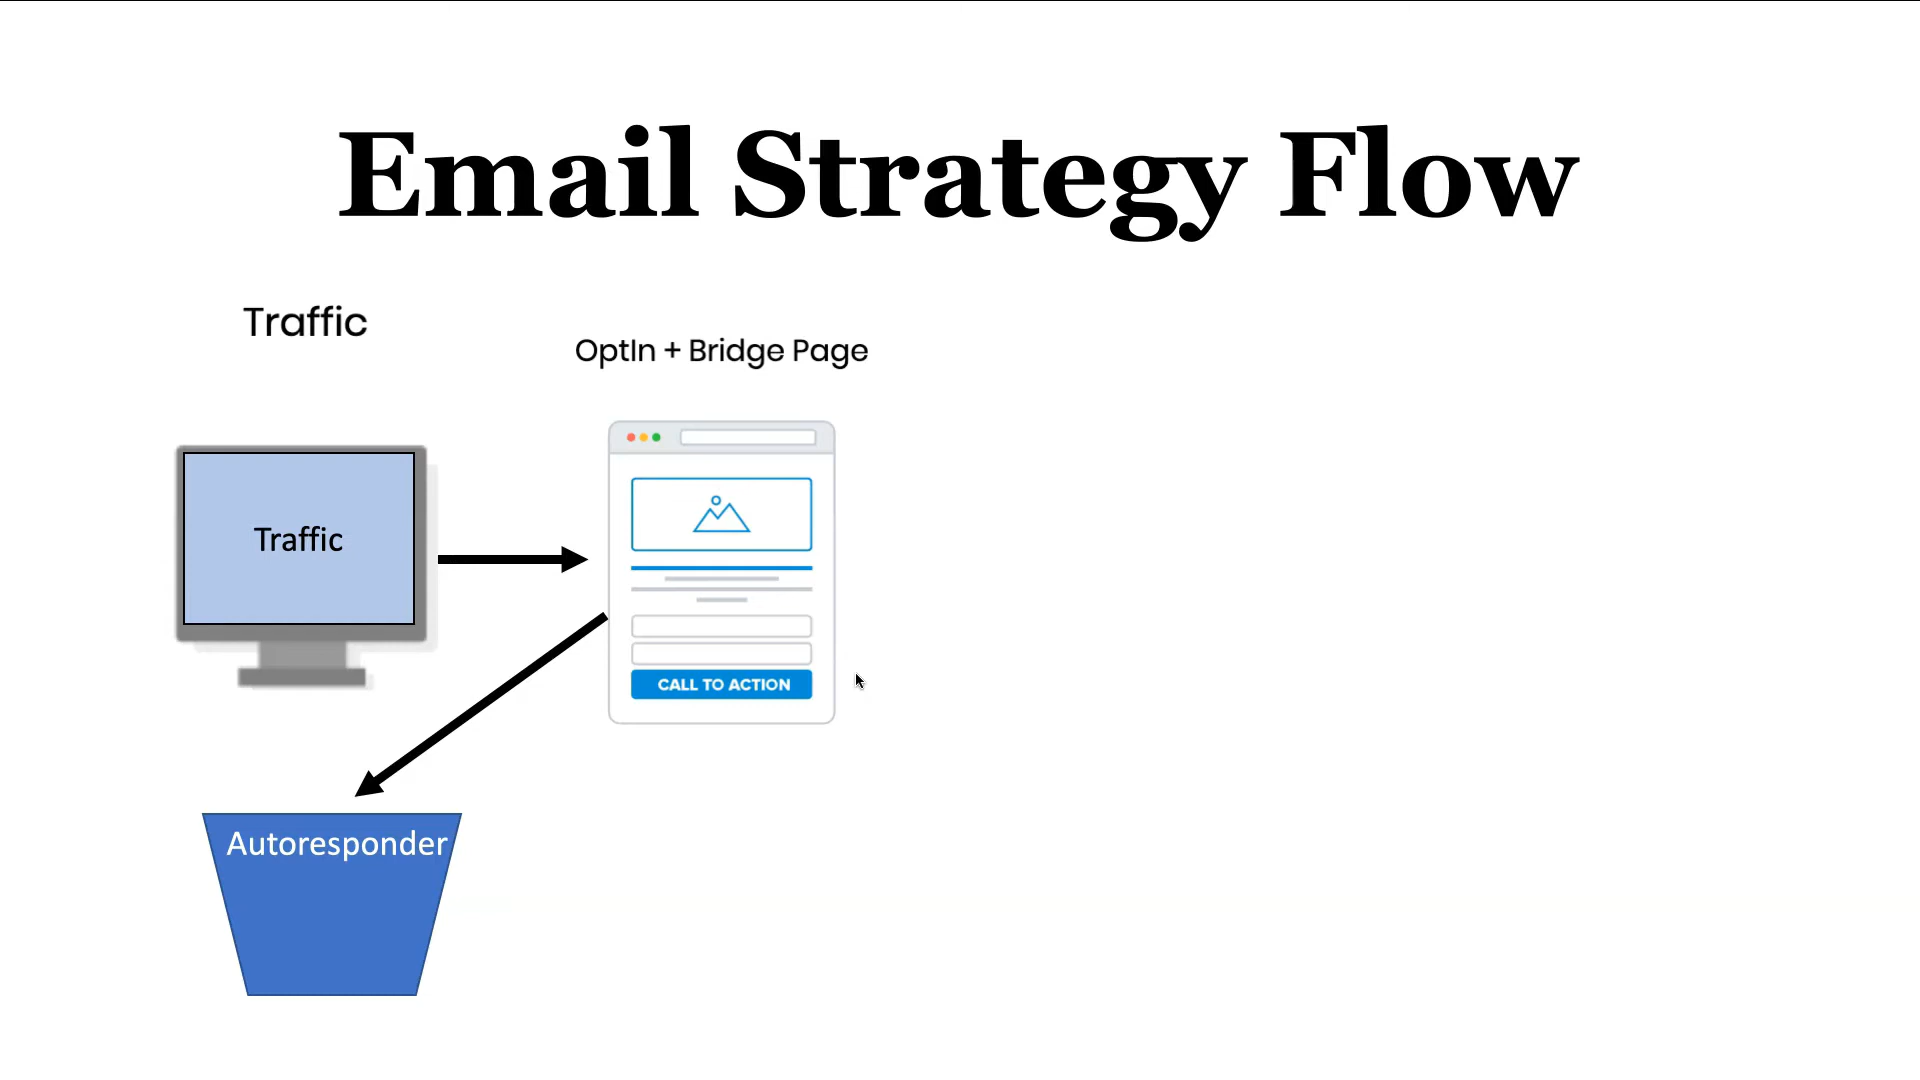 Email Strategy Flow
Traffic
OptIn + Bridge Page
Traffic
CALL TO ACTION
Autoresponder